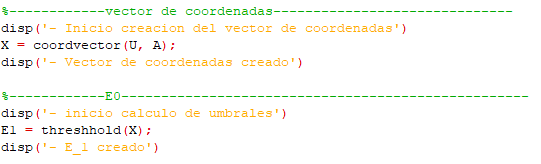 %------------vector de coordenadas------------------------------
disp('- Inicio creacion del vector de coordenadas')
X = coordvector(U, A);
disp('- Vector de coordenadas creado')
%------------E0---------------------------------------------------
disp('- inicio calculo de umbrales')
E1 = threshhold(X);
disp('- E_1 creado')